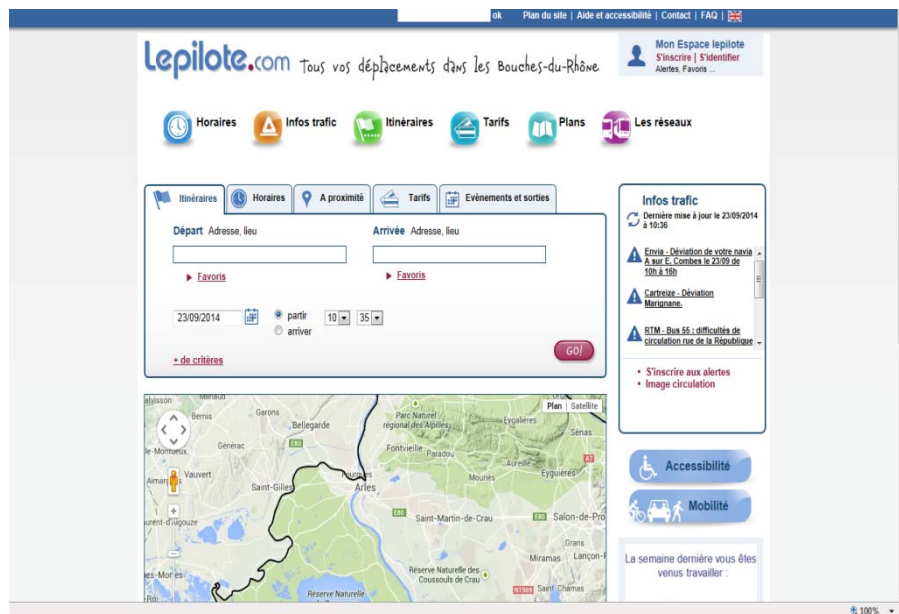 ok Plan du site | Aide et accessibilité | Contact | FAQ |
Lepilote.com Tous vos déplacements dans les Bouches-du-Rhône
Mon Espace lepilote
S'inscrire | S'identifier
Alertes, Favoris ...
Horaires Infos trafic Itinéraires Tarifs Plans Les réseaux
Itinéraires Horaires A proximité Tarifs Evènements et sorties
Départ Adresse, lieu Arrivée Adresse, lieu
Favoris Favoris
23/09/2014 partir 10 35
arriver
+ de critères GO!
Infos trafic
Dernière mise à jour le 23/09/2014
à 10:36
Envia - Déviation de votre navia
A sur E. Combes le 23/09 de
10h à 16h
Cartreize - Déviation
Marignane.
RTM - Bus 55 : difficultés de
circulation rue de la République
• S'inscrire aux alertes
• Image circulation
Plan Satellite
Bernis Garons Bellegarde
Parc Naturel
régional des Alpilles
Eygalières
Sénas
Générac E80 Fontvieille Paradou A7
Vauvert Mouriès Aureille Eyguières
Saint-Gilles Arles
E80 Saint-Martin-de-Crau E80 Salon-de-Pro
Grans
Miramas Lançon-
Réserve Naturelle des
Coussouls de Crau
Réserve Naturelle N1569 Saint Chamas
Accessibilité
Mobilité
La semaine dernière vous êtes
venus travailler :
100%